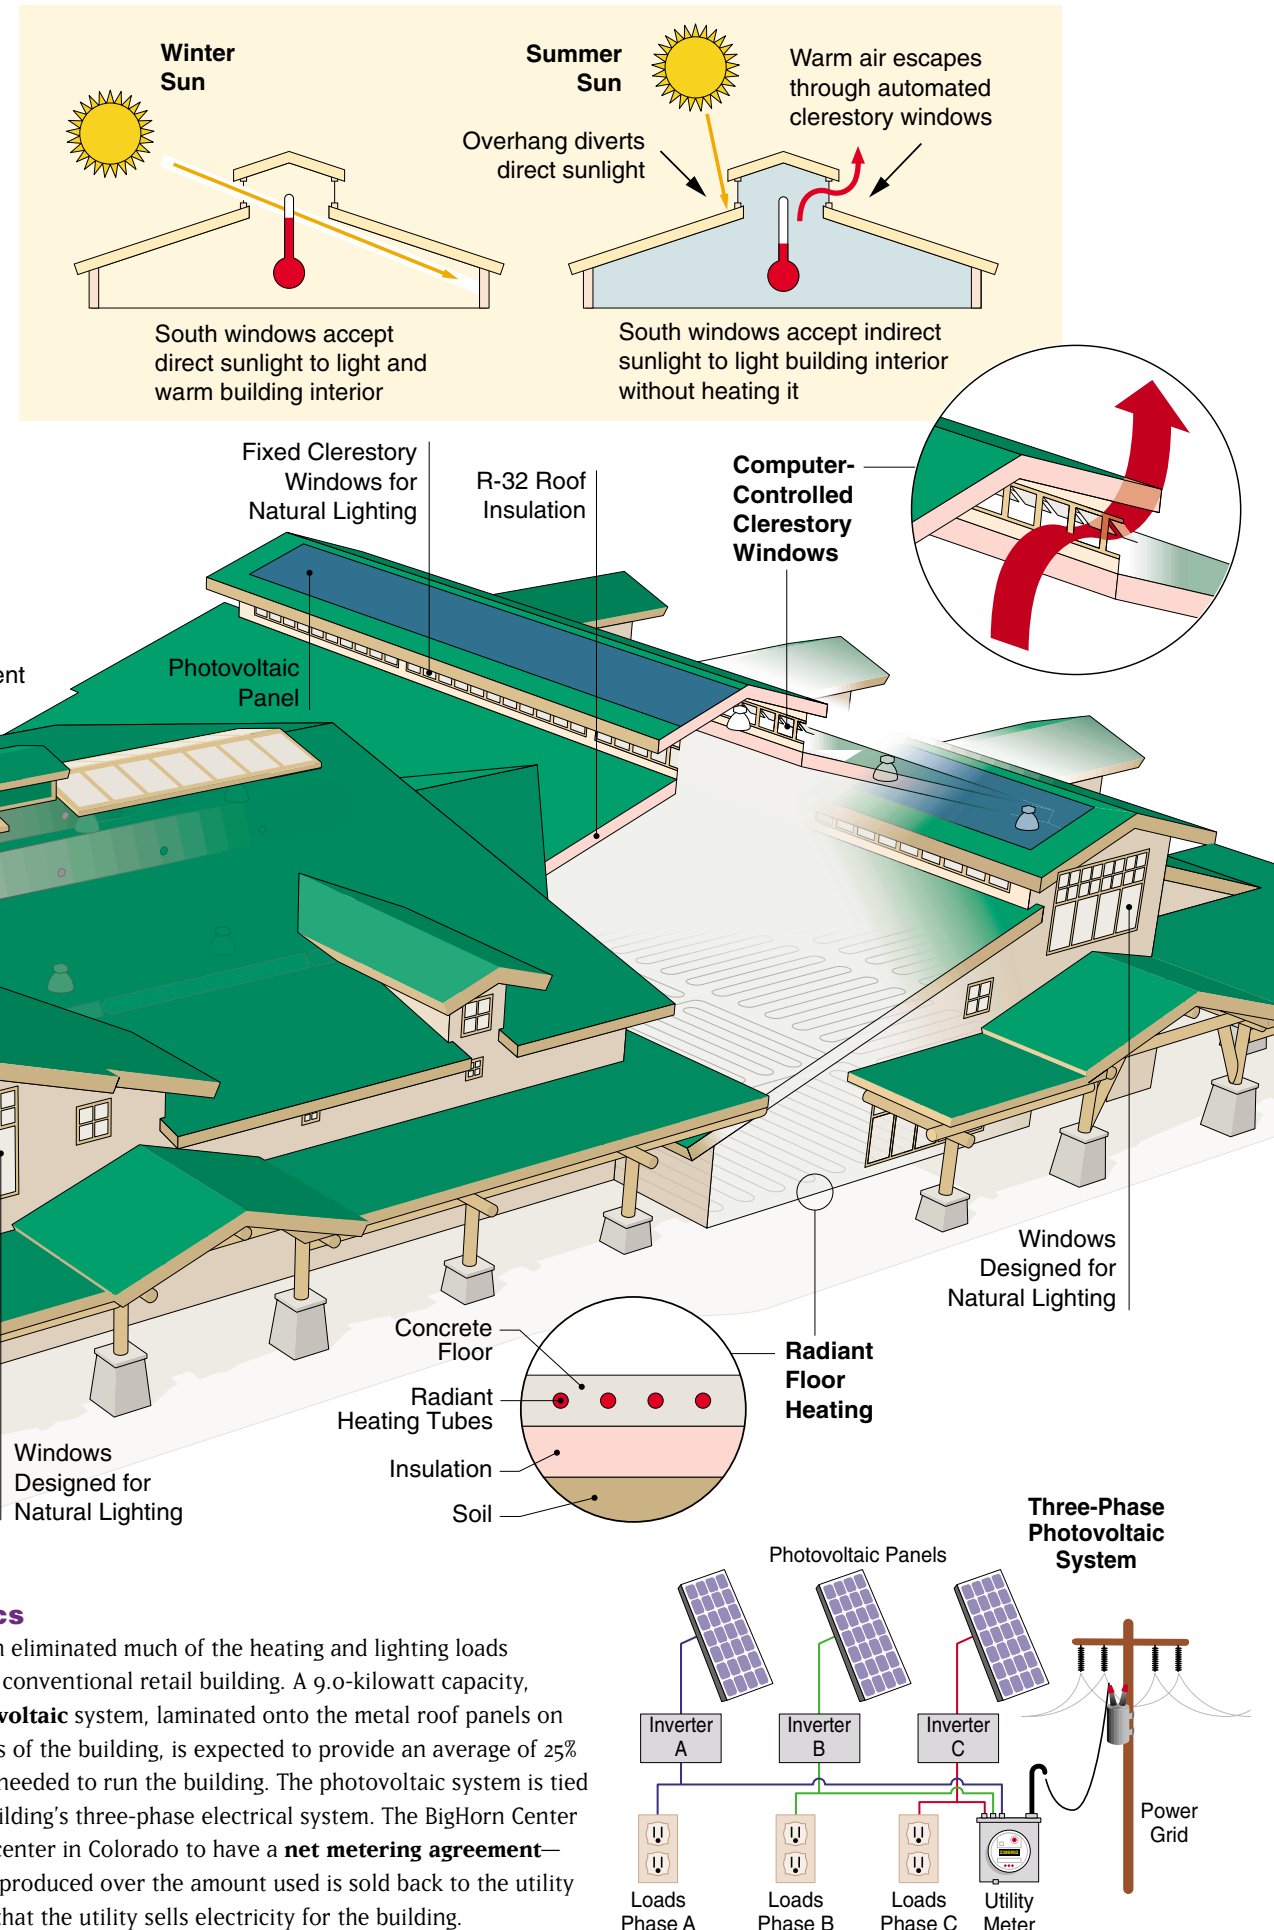 Winter
Sun
Summer
Sun
Warm air escapes
through automated
clerestory windows
Overhang diverts
direct sunlight
South windows accept
direct sunlight to light and
warm building interior
South windows accept indirect
sunlight to light building interior
without heating it
Fixed Clerestory
Windows for
Natural Lighting
R-32 Roof
Insulation
Computer-
Controlled
Clerestory
Windows
Photovoltaic
Panel
ent
Windows
Designed for
Natural Lighting
Concrete
Floor
Radiant
Heating Tubes
Insulation
Soil
Radiant
Floor
Heating
Windows
Designed for
Natural Lighting
Three-Phase
Photovoltaic
System
Photovoltaic Panels
Inverter
A
Inverter
B
Inverter
C
Power
Grid
Loads
Phase A
Loads
Phase B
Loads
Phase C
Utility
Meter
cs
n eliminated much of the heating and lighting loads
conventional retail building. A 9.0-kilowatt capacity,
voltaic system, laminated onto the metal roof panels on
s of the building, is expected to provide an average of 25%
needed to run the building. The photovoltaic system is tied
uilding's three-phase electrical system. The BigHorn Center
center in Colorado to have a net metering agreement—
produced over the amount used is sold back to the utility
that the utility sells electricity for the building.